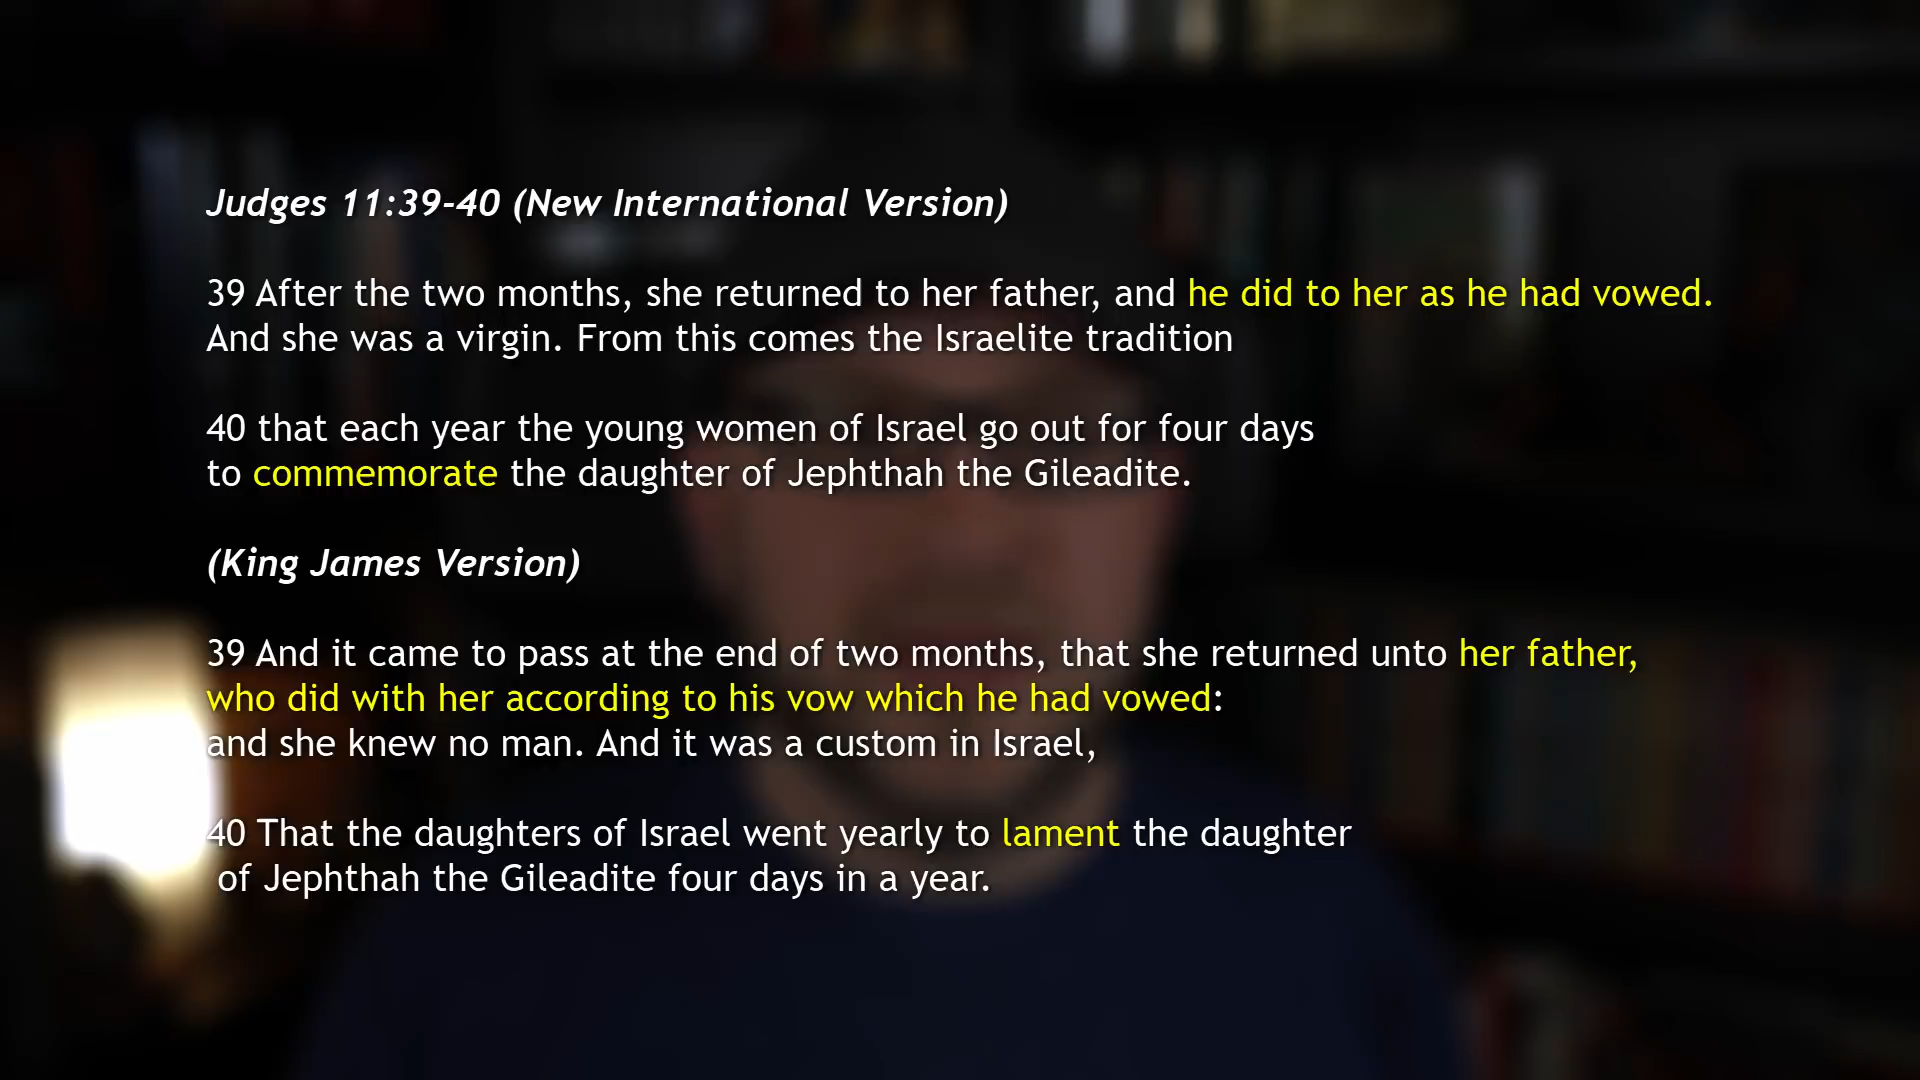 Judges 11:39-40 (New International Version)
39 After the two months, she returned to her father, and he did to her as he had vowed.
And she was a virgin. From this comes the Israelite tradition
40 that each year the young women of Israel go out for four days
to commemorate the daughter of Jephthah the Gileadite.
(King James Version)
39 And it came to pass at the end of two months, that she returned unto her father,
who did with her according to his vow which he had vowed:
and she knew no man. And it was a custom in Israel,
40 That the daughters of Israel went yearly to lament the daughter
of Jephthah the Gileadite four days in a year.